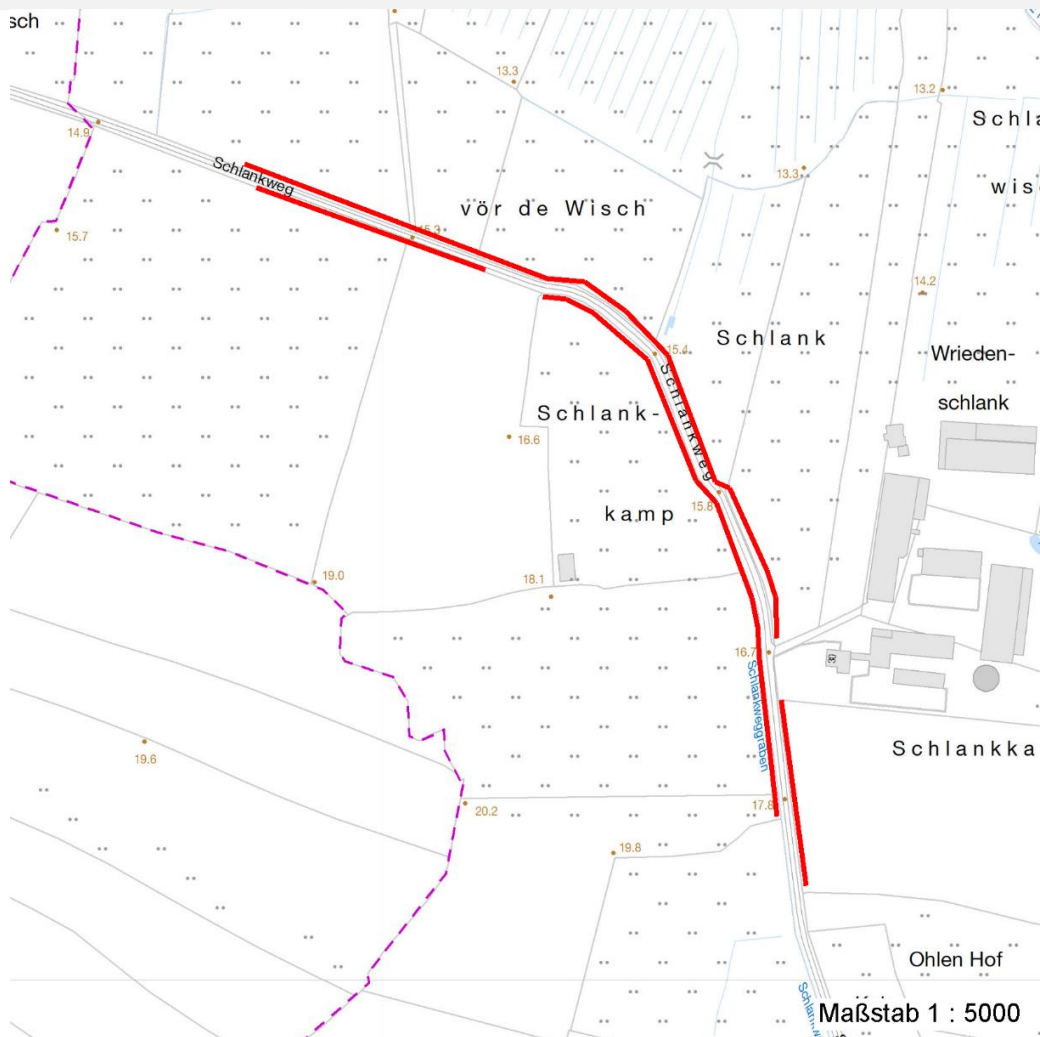 sch
13.3
13.2
14.9
Schla
Schlankweg
13.3
wisc
vör de Wisch
15.7
15.3
14.2
Schlank
15.4
Wrieden-
Schlankweg
schlank
Schlank-
16.6
15.8
kamp
19.0
18.1
16.7
Schlankweggraben
Schlankka
19.6
17.8
20.2
19.8
Ohlen Hof
Maßstab 1 : 5000